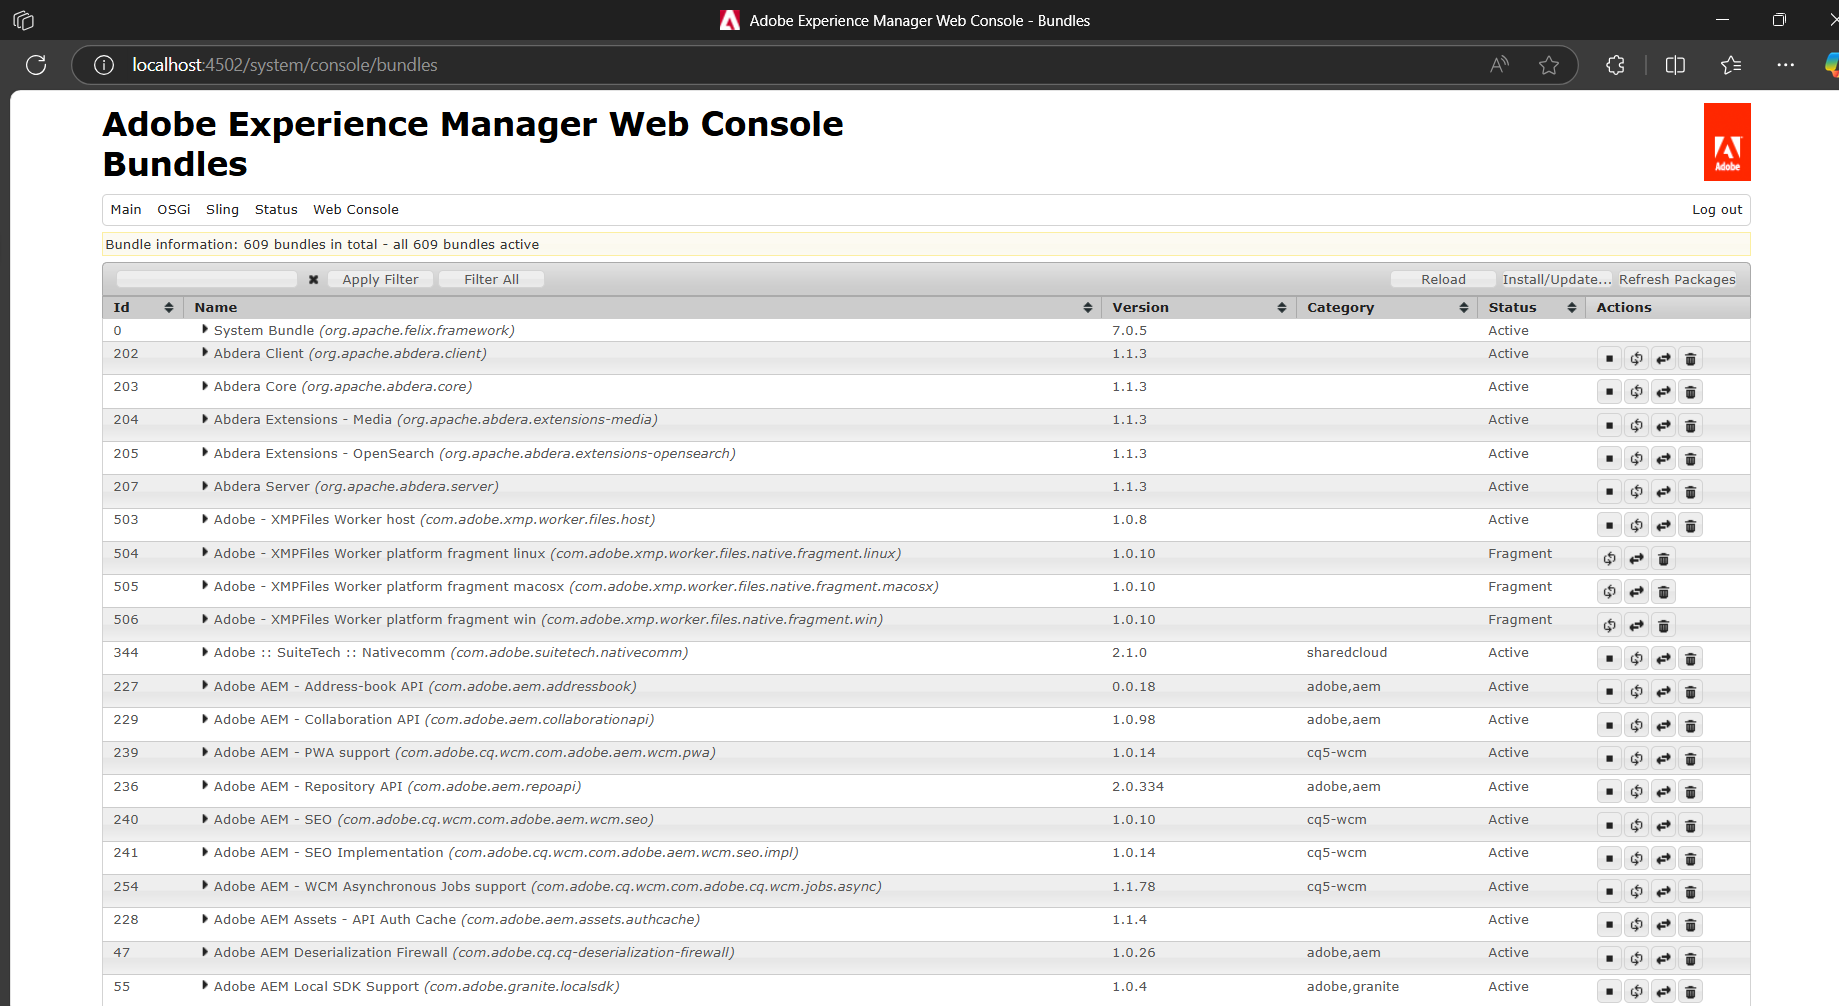 Adobe Experience Manager Web Console - Bundles
localhost:4502/system/console/bundles
Adobe Experience Manager Web Console
Bundles
Adobe
Main OSGi Sling Status Web Console Log out
Bundle information: 609 bundles in total - all 609 bundles active
Apply Filter Filter All Reload Install/Update... Refresh Packages
Id Name Version Category Status Actions
0 System Bundle (org.apache.felix.framework) 7.0.5 Active
202 Abdera Client (org.apache.abdera.client) 1.1.3 Active
203 Abdera Core (org.apache.abdera.core) 1.1.3 Active
204 Abdera Extensions - Media (org.apache.abdera.extensions-media) 1.1.3 Active
205 Abdera Extensions - OpenSearch (org.apache.abdera.extensions-opensearch) 1.1.3 Active
207 Abdera Server (org.apache.abdera.server) 1.1.3 Active
503 Adobe - XMPFiles Worker host (com.adobe.xmp.worker.files.host) 1.0.8 Active
504 Adobe - XMPFiles Worker platform fragment linux (com.adobe.xmp.worker.files.native.fragment.linux) 1.0.10 Fragment
505 Adobe - XMPFiles Worker platform fragment macosx (com.adobe.xmp.worker.files.native.fragment.macosx) 1.0.10 Fragment
506 Adobe - XMPFiles Worker platform fragment win (com.adobe.xmp.worker.files.native.fragment.win) 1.0.10 Fragment
344 Adobe :: SuiteTech :: Nativecomm (com.adobe.suitetech.nativecomm) 2.1.0 sharedcloud Active
227 Adobe AEM - Address-book API (com.adobe.aem.addressbook) 0.0.18 adobe,aem Active
229 Adobe AEM - Collaboration API (com.adobe.aem.collaborationapi) 1.0.98 adobe,aem Active
239 Adobe AEM - PWA support (com.adobe.cq.wcm.com.adobe.aem.wcm.pwa) 1.0.14 cq5-wcm Active
236 Adobe AEM - Repository API (com.adobe.aem.repoapi) 2.0.334 adobe,aem Active
240 Adobe AEM - SEO (com.adobe.cq.wcm.com.adobe.aem.wcm.seo) 1.0.10 cq5-wcm Active
241 Adobe AEM - SEO Implementation (com.adobe.cq.wcm.com.adobe.aem.wcm.seo.impl) 1.0.14 cq5-wcm Active
254 Adobe AEM - WCM Asynchronous Jobs support (com.adobe.cq.wcm.com.adobe.cq.wcm.jobs.async) 1.1.78 cq5-wcm Active
228 Adobe AEM Assets - API Auth Cache (com.adobe.aem.assets.authcache) 1.1.4 Active
47 Adobe AEM Deserialization Firewall (com.adobe.cq.cq-deserialization-firewall) 1.0.26 adobe,aem Active
55 Adobe AEM Local SDK Support (com.adobe.granite.localsdk) 1.0.4 adobe,granite Active